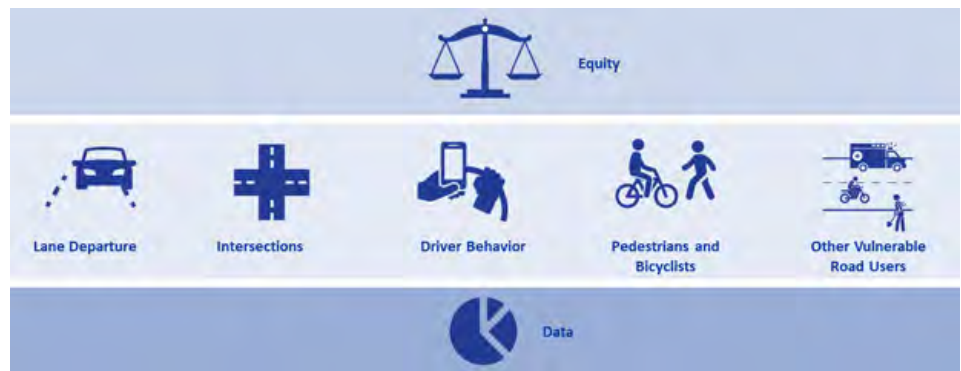 Equity
Lane Departure
Intersections
Driver Behavior
Pedestrians and
Bicyclists
Other Vulnerable
Road Users
Data